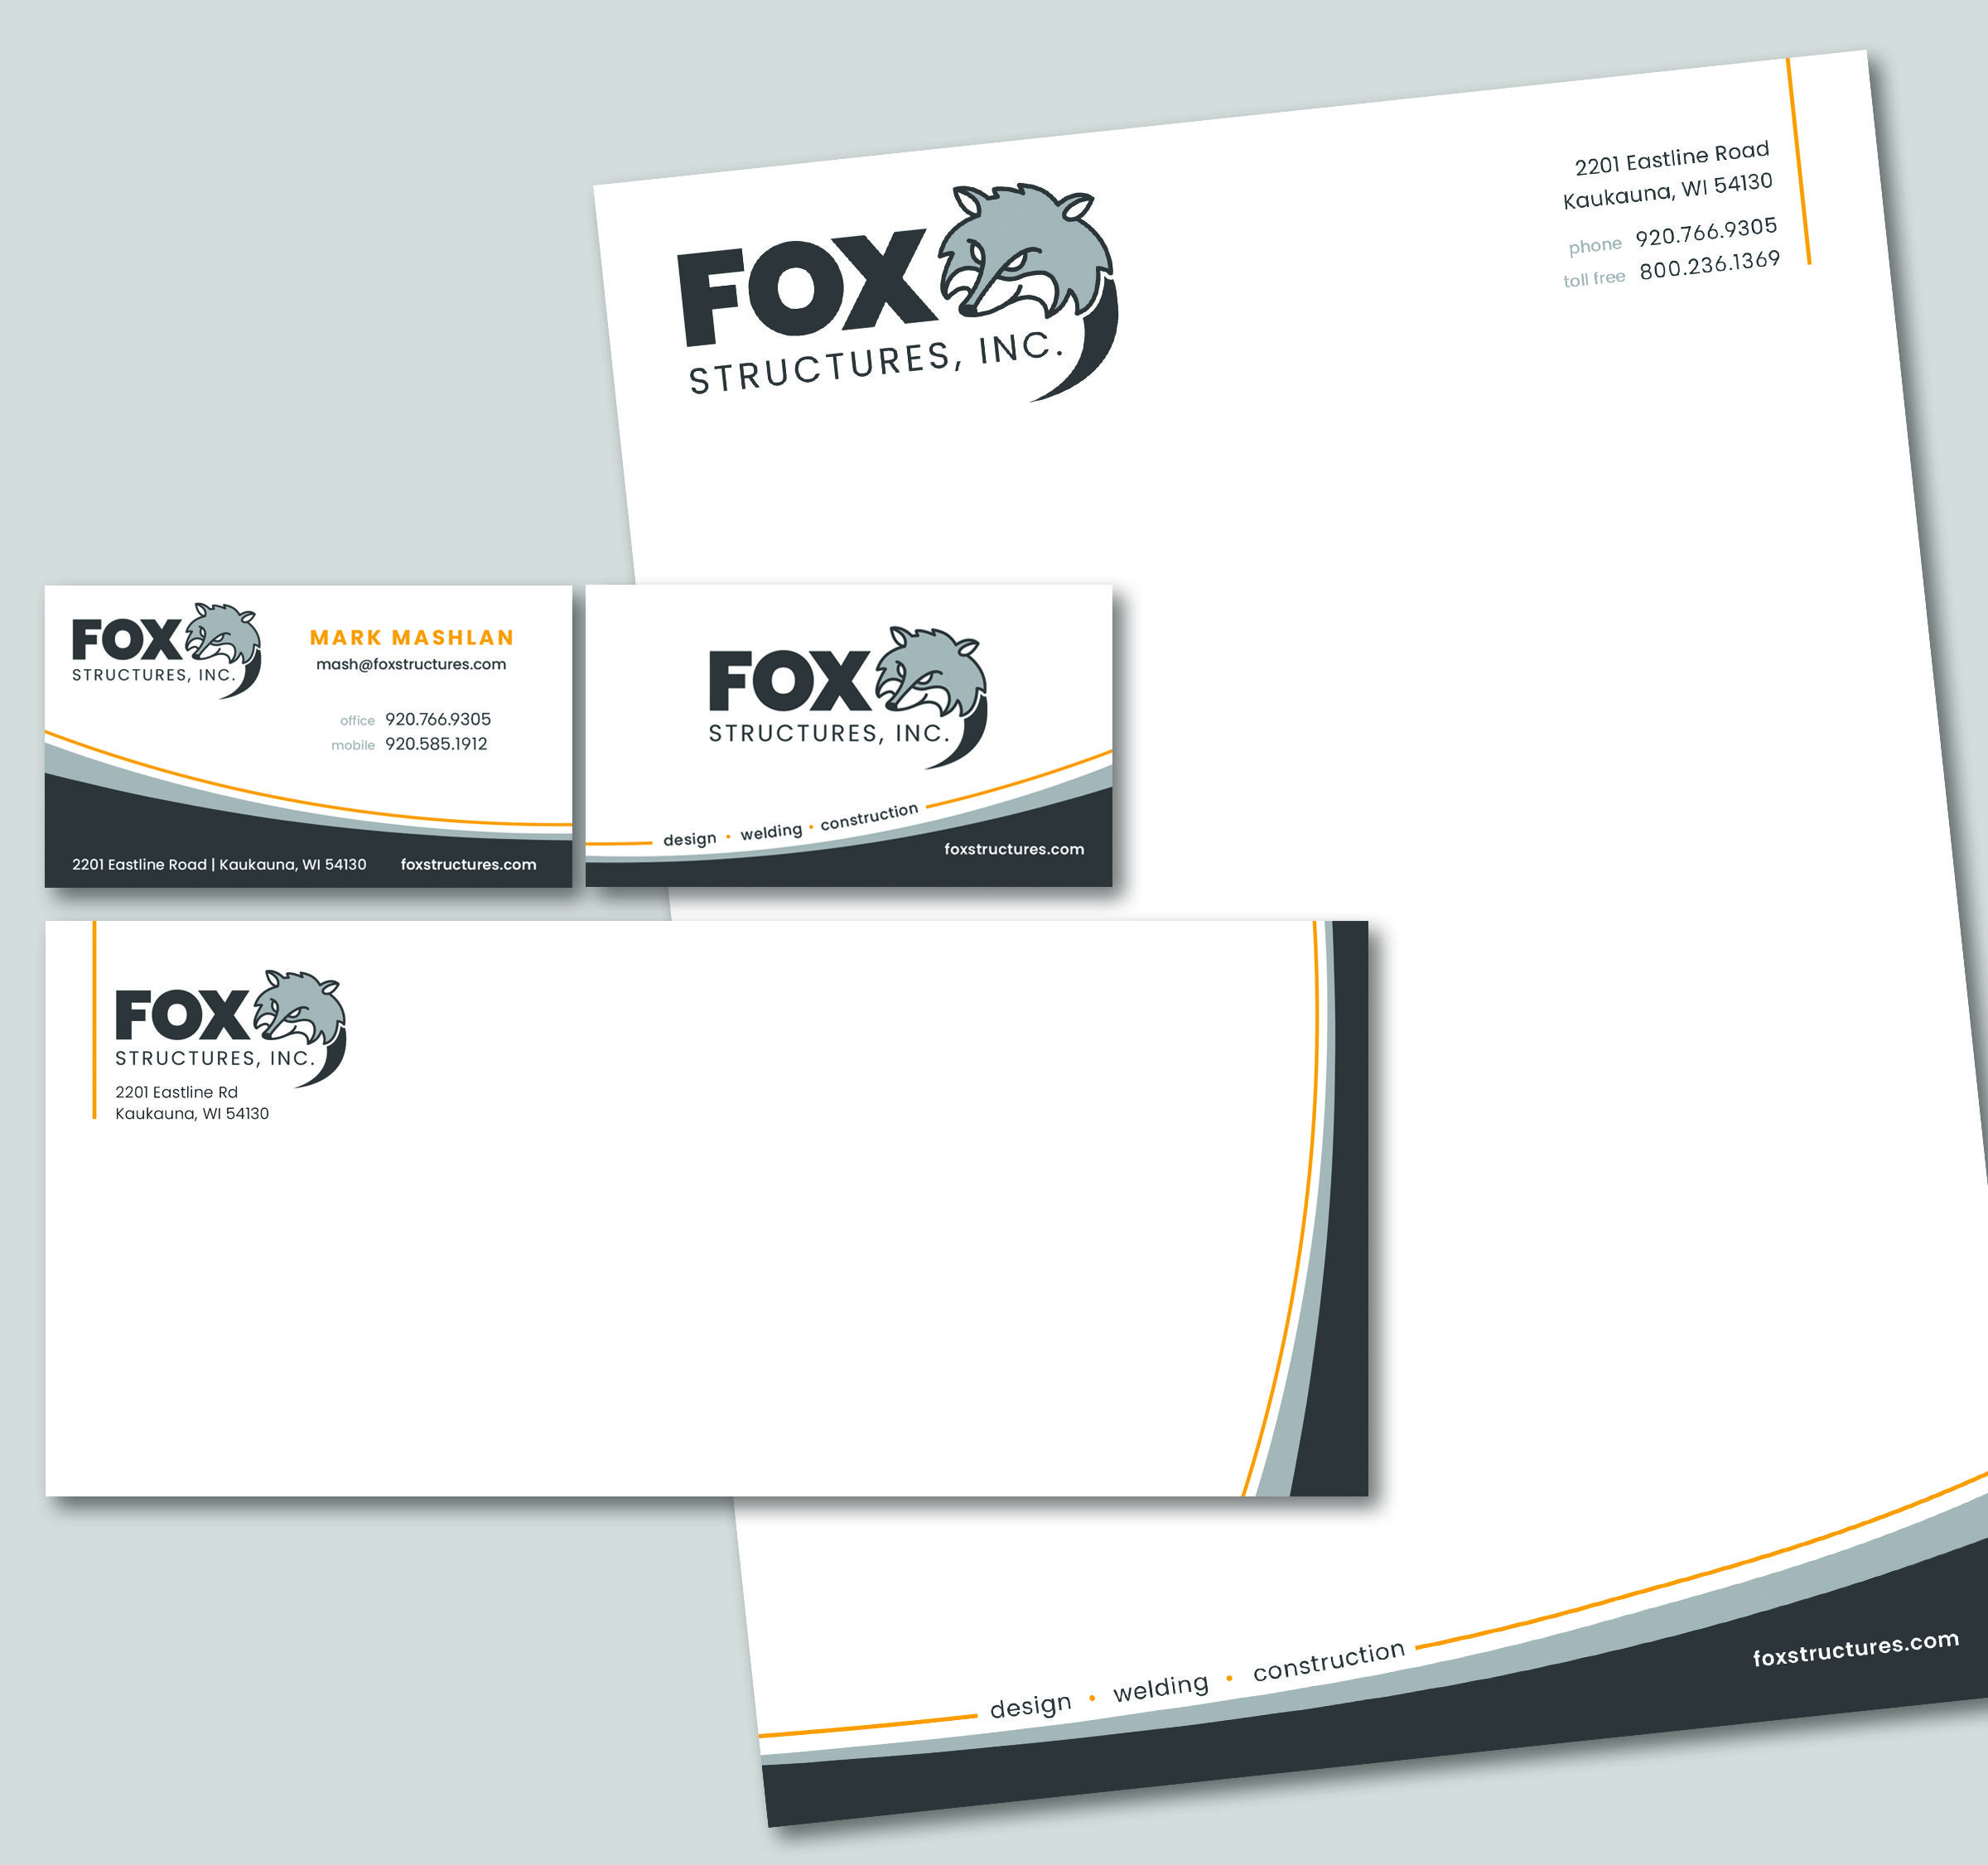 FOX
STRUCTURES, INC.
2201 Eastline Road
Kaukauna, WI 54130
phone 920.766.9305
toll free 800.236.1369
FOX
STRUCTURES, INC.
MARK MASHLAN
mash@foxstructures.com
office 920.766.9305
mobile 920.585.1912
2201 Eastline Road | Kaukauna, WI 54130 foxstructures.com
FOX
STRUCTURES, INC.
design • welding • construction
foxstructures.com
FOX
STRUCTURES, INC.
2201 Eastline Rd
Kaukauna, WI 54130
design • welding • construction
foxstructures.com